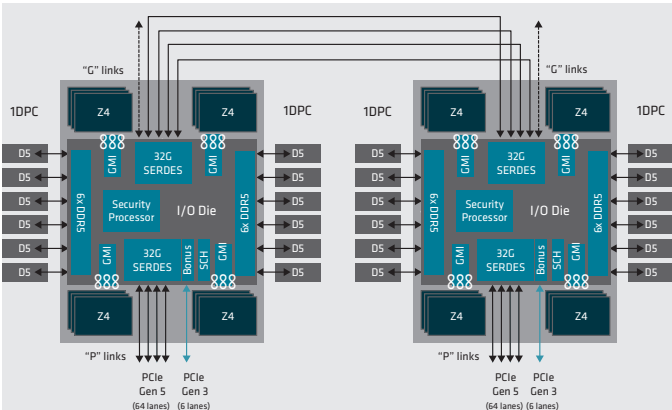 "G" links
"G" links
1DPC
Z4
Z4
1DPC
1DPC
Z4
Z4
1DPC
D5
GMI
32G
SERDES
GMI
D5
D5
GMI
32G
SERDES
GMI
D5
D5
D5
D5
D5
D5
6x DDR5
Security
Processor
I/O Die
6x DDR5
D5
D5
6x DDR5
Security
Processor
I/O Die
6x DDR5
D5
D5
D5
D5
D5
D5
GMI
32G
SERDES
Bonus
SCH
GMI
D5
D5
GMI
32G
SERDES
Bonus
SCH
GMI
D5
D5
D5
D5
D5
Z4
Z4
Z4
Z4
"P" links
"P" links
PCIe
Gen 5
(64 lanes)
PCIe
Gen 3
(6 lanes)
PCIe
Gen 5
(64 lanes)
PCIe
Gen 3
(6 lanes)